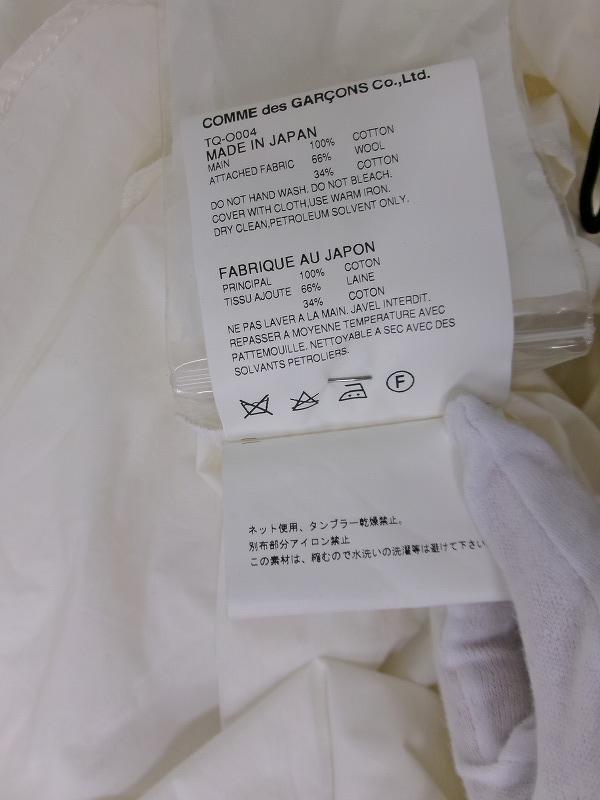 COMME des GARÇONS Co.,Ltd.
TQ-O004
MADE IN JAPAN
MAIN 100% COTTON
ATTACHED FABRIC 66% WOOL
34% COTTON
DO NOT HAND WASH. DO NOT BLEACH.
COVER WITH CLOTH,USE WARM IRON.
DRY CLEAN,PETROLEUM SOLVENT ONLY.
FABRIQUE AU JAPON
PRINCIPAL 100% COTON
TISSU AJOUTE 66% LAINE
34% COTON
NE PAS LAVER A LA MAIN. JAVEL INTERDIT.
REPASSER A MOYENNE TEMPERATURE AVEC
PATTEMOUILLE. NETTOYABLE A SEC AVEC DES
SOLVANTS PETROLIERS.
F
ネット使用、タンブラー乾燥禁止。
別布部分アイロン禁止
この素材は、縮むので水洗いの洗濯等は避けて下さい